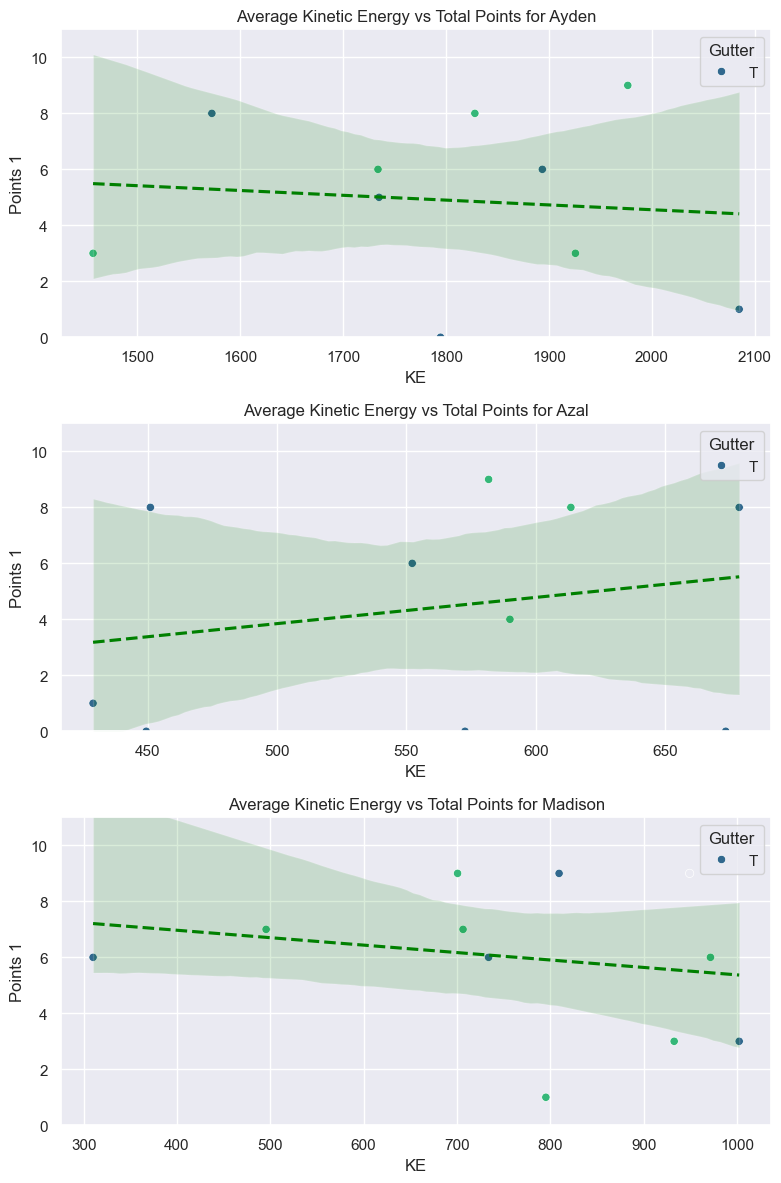 Average Kinetic Energy vs Total Points for Ayden
Gutter
T
10
8
6
4
2
0
Points 1
1500 1600 1700 1800 1900 2000 2100
KE
Average Kinetic Energy vs Total Points for Azal
Gutter
T
10
8
6
4
2
0
Points 1
450 500 550 600 650
KE
Average Kinetic Energy vs Total Points for Madison
Gutter
T
10
8
6
4
2
0
Points 1
300 400 500 600 700 800 900 1000
KE